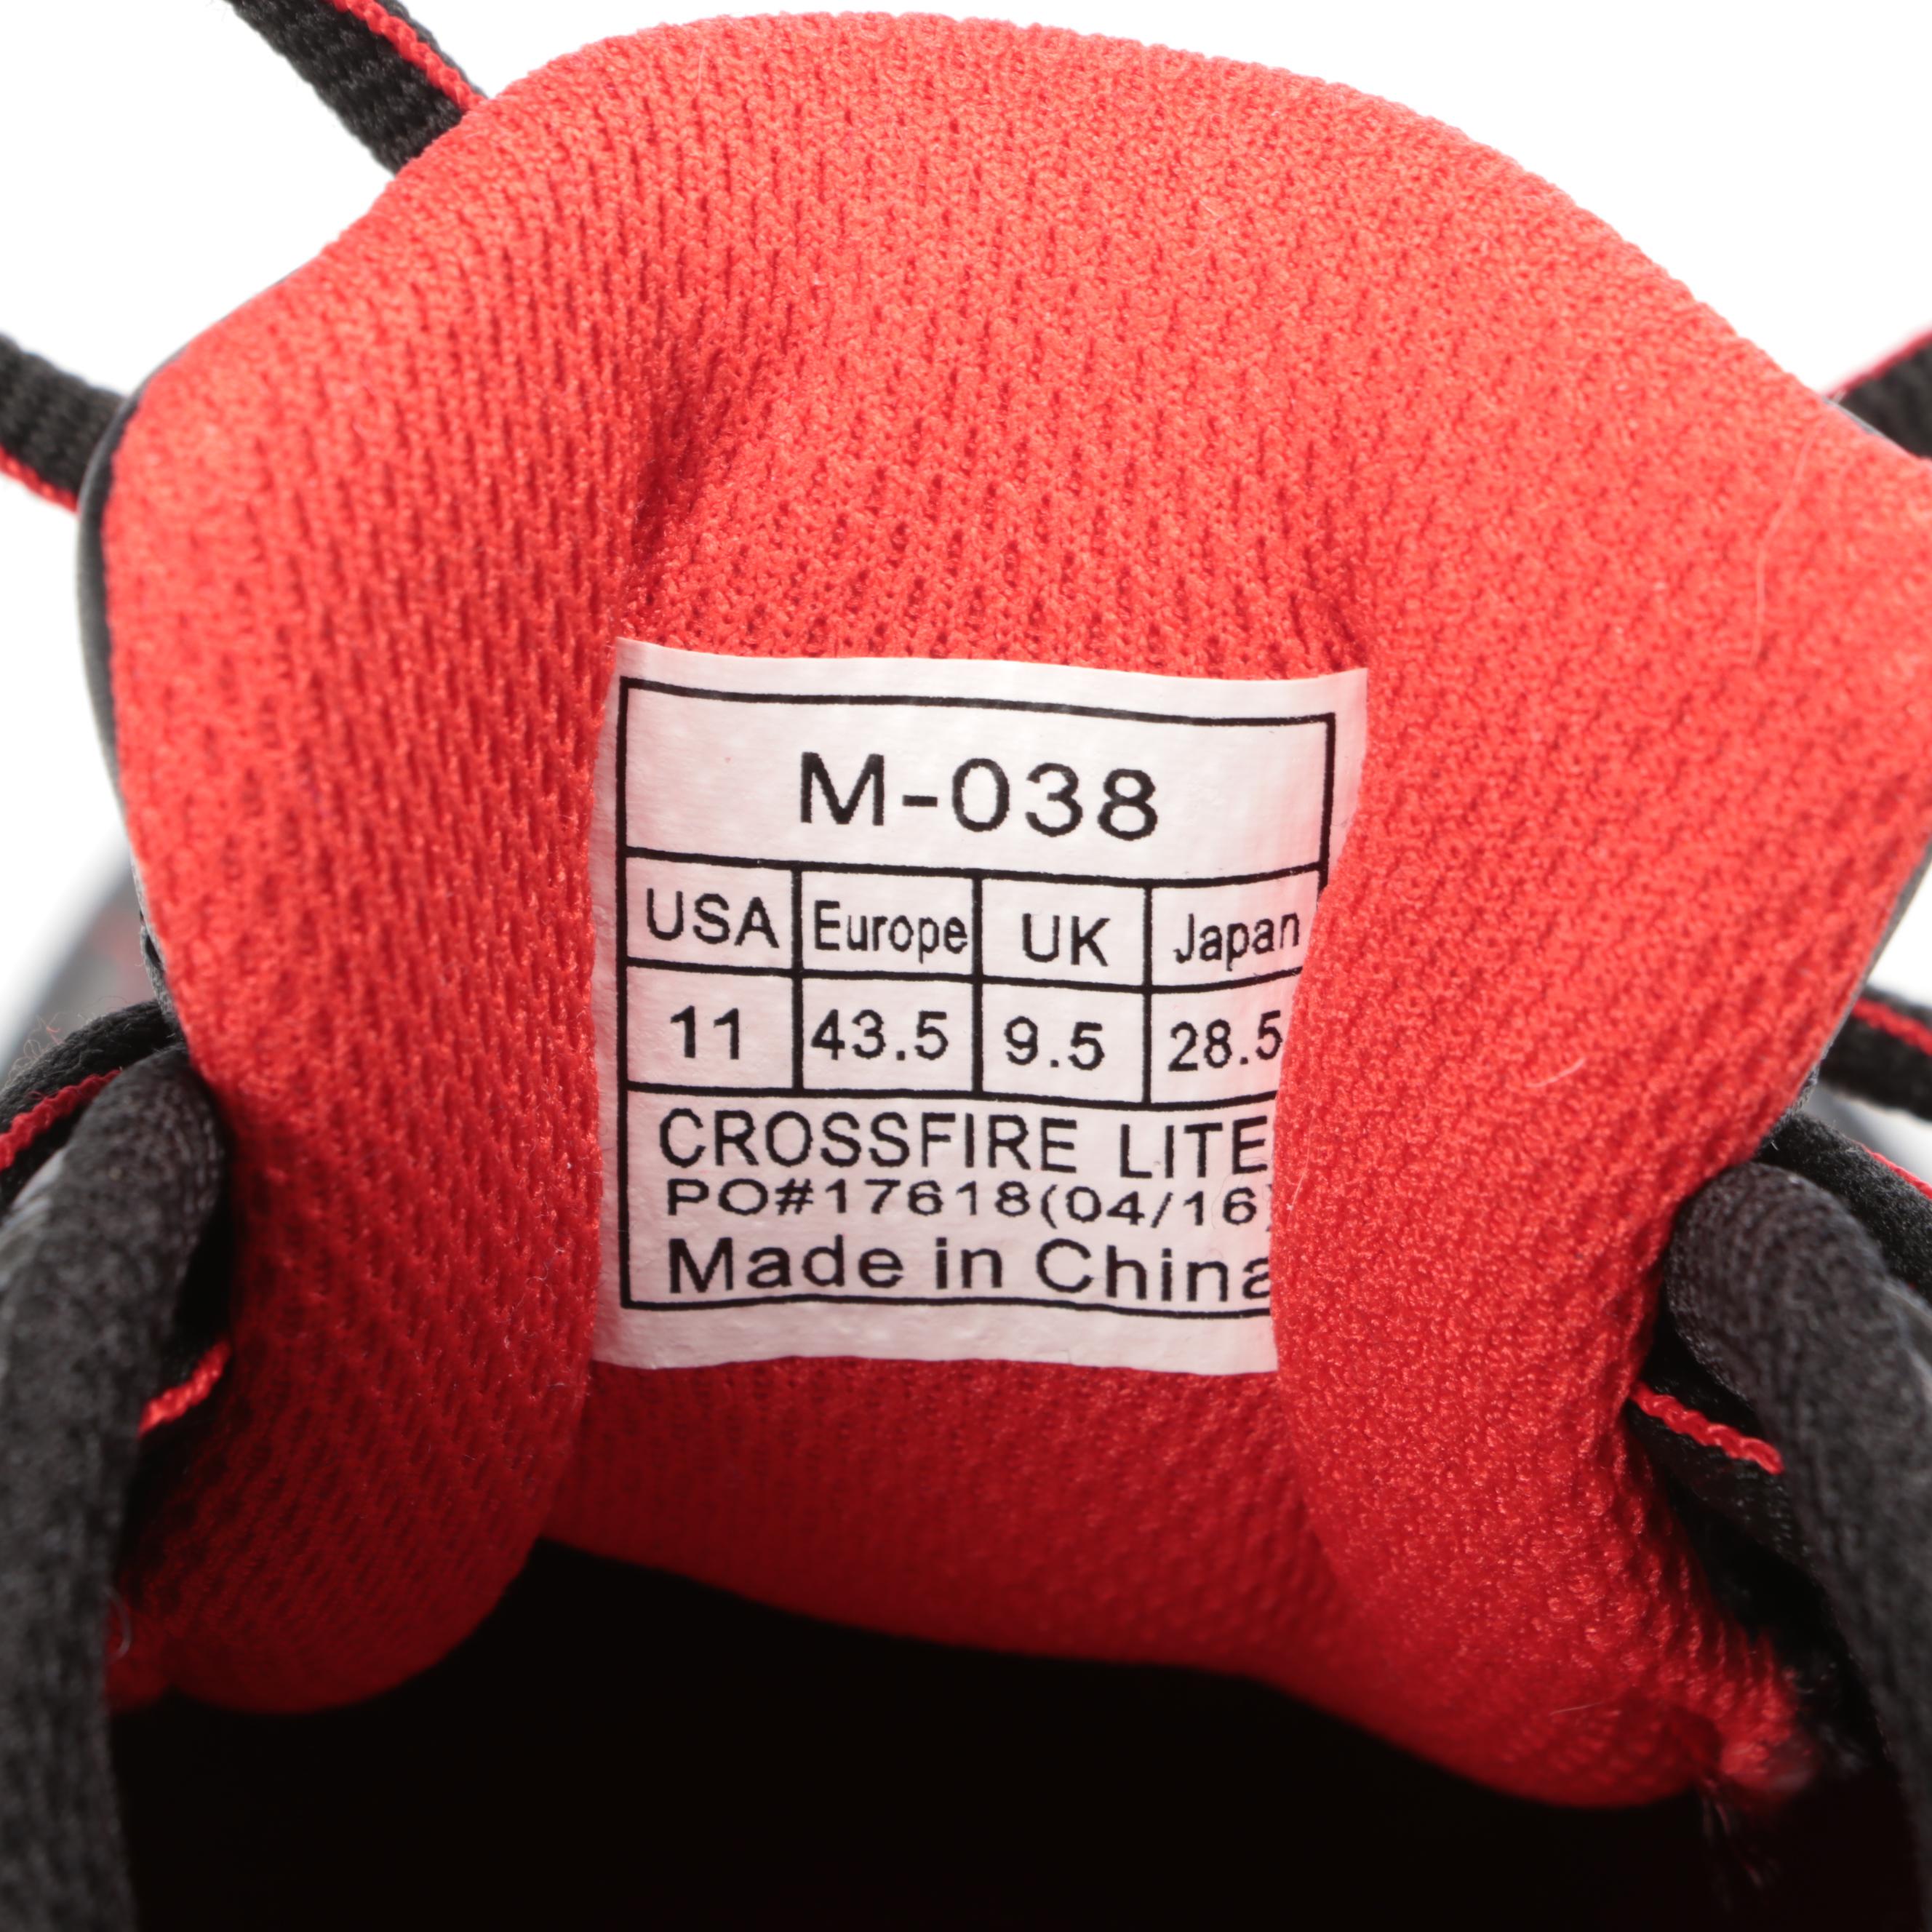 M-038
USA Europe UK Japan
11 43.5 9.5 28.5
CROSSFIRE LITE
PO#17618(04/16)
Made in China